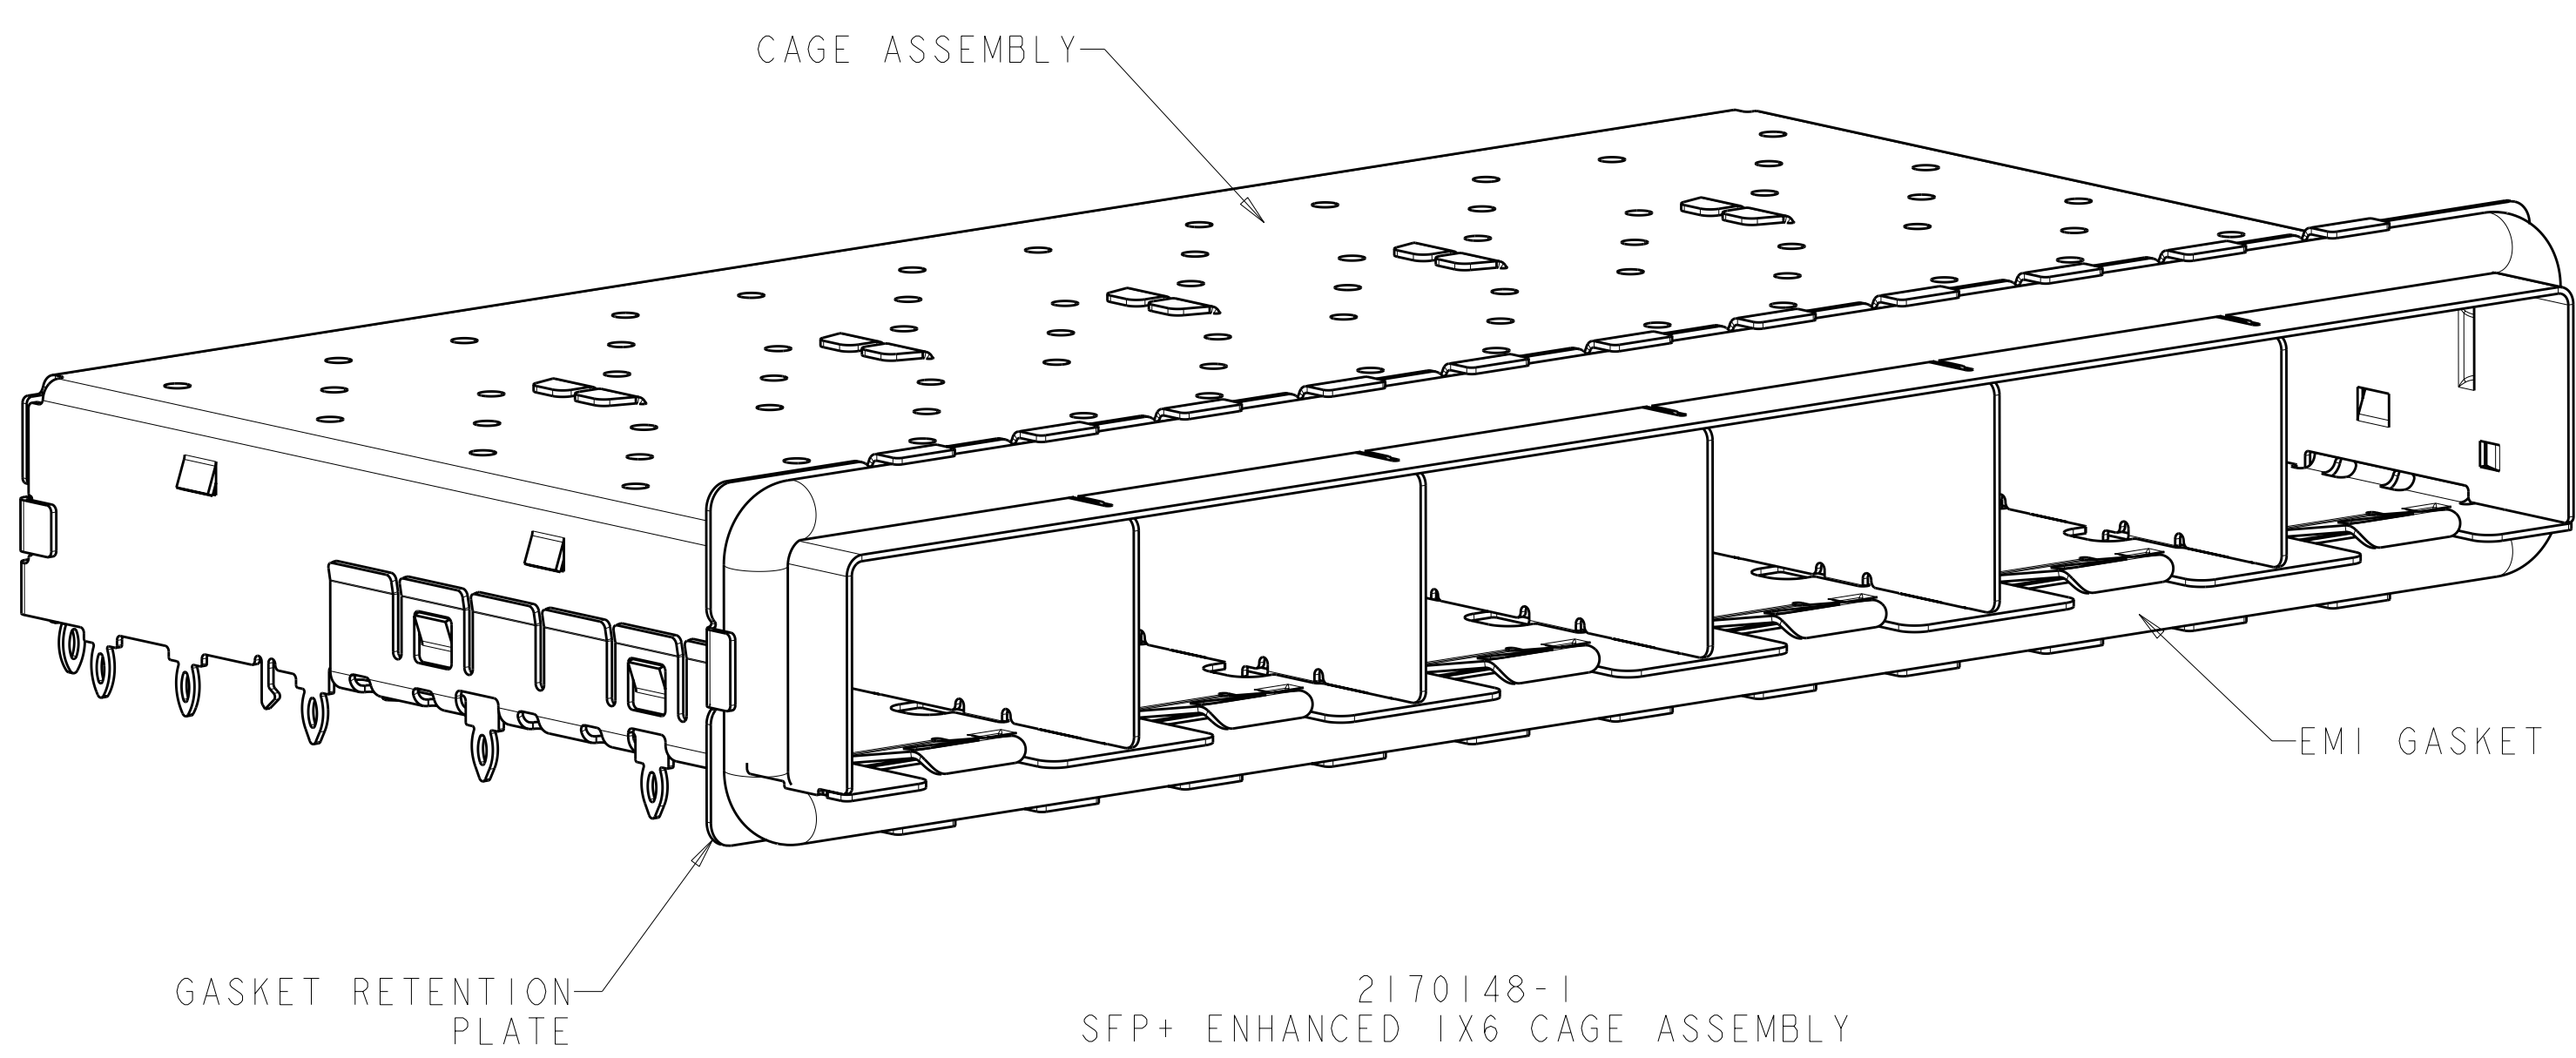 CAGE ASSEMBLY
EMI GASKET
GASKET RETENTION
PLATE
2170148-1
SFP+ ENHANCED 1X6 CAGE ASSEMBLY